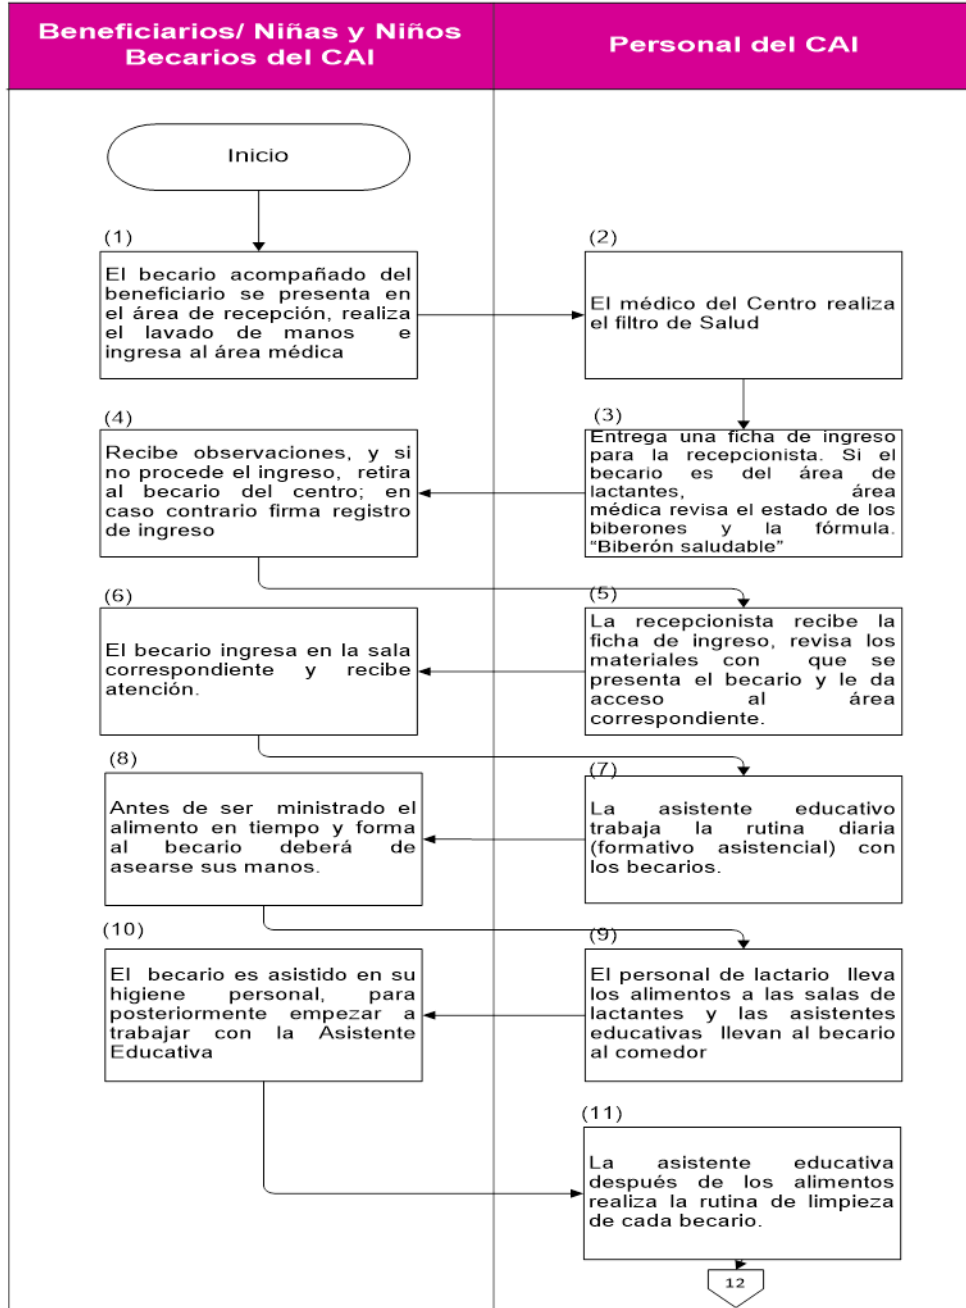 Beneficiarios/ Niñas y Niños
Becarios del CAI
Personal del CAI
Inicio
(1)
El becario acompañado del
beneficiario se presenta en
el área de recepción, realiza
el lavado de manos e
ingresa al área médica
(2)
El médico del Centro realiza
el filtro de Salud
(3)
Entrega una ficha de ingreso
para la recepcionista. Si el
becario es del área de
lactantes, área
médica revisa el estado de los
biberones y la fórmula.
“Biberón saludable”
(4)
Recibe observaciones, y si
no procede el ingreso, retira
al becario del centro; en
caso contrario firma registro
de ingreso
(5)
La recepcionista recibe la
ficha de ingreso, revisa los
materiales con que se
presenta el becario y le da
acceso al área
correspondiente.
(6)
El becario ingresa en la sala
correspondiente y recibe
atención.
(7)
La asistente educativo
trabaja la rutina diaria
(formativo asistencial) con
los becarios.
(8)
Antes de ser ministrado el
alimento en tiempo y forma
al becario deberá de
asearse sus manos.
(9)
El personal de lactario lleva
los alimentos a las salas de
lactantes y las asistentes
educativas llevan al becario
al comedor
(10)
El becario es asistido en su
higiene personal, para
posteriormente empezar a
trabajar con la Asistente
Educativa
(11)
La asistente educativa
después de los alimentos
realiza la rutina de limpieza
de cada becario.
12